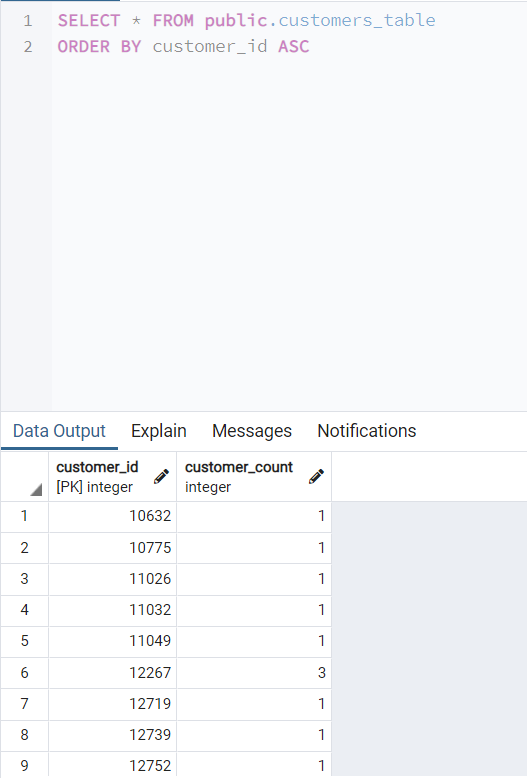 1 SELECT * FROM public.customers_table
2 ORDER BY customer_id ASC
Data Output Explain Messages Notifications
customer_id customer_count
[PK] integer integer
1 10632 1
2 10775 1
3 11026 1
4 11032 1
5 11049 1
6 12267 3
7 12719 1
8 12739 1
9 12752 1